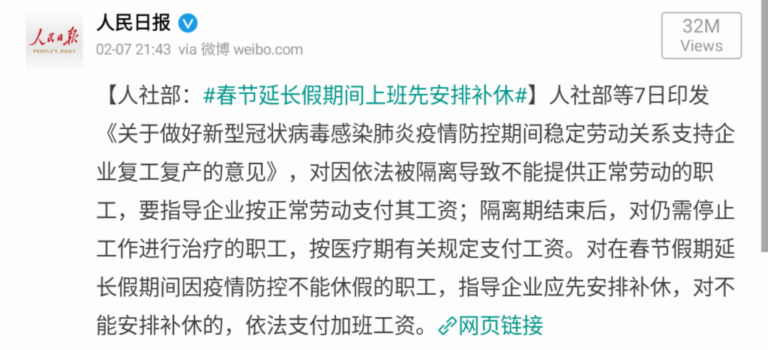 人民日报
人民日报
PEOPLE'S DAILY
02-07 21:43 via 微博 weibo.com
32M
Views
【人社部：#春节延长假期间上班先安排补休#】人社部等7日印发
《关于做好新型冠状病毒感染肺炎疫情防控期间稳定劳动关系支持企
业复工复产的意见》，对因依法被隔离导致不能提供正常劳动的职
工，要指导企业按正常劳动支付其工资；隔离期结束后，对仍需停止
工作进行治疗的职工，按医疗期有关规定支付工资。对在春节假期延
长假期间因疫情防控不能休假的职工，指导企业应先安排补休，对不
能安排补休的，依法支付加班工资。网页链接